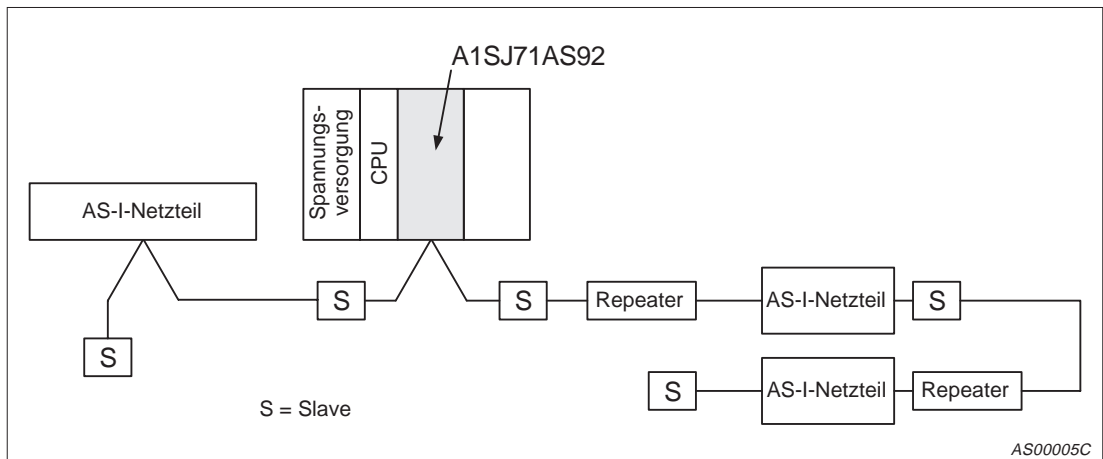 A1SJ71AS92
Spannungs-
versorgung
CPU
AS-I-Netzteil
S
S
S
Repeater
AS-I-Netzteil
S
S
AS-I-Netzteil
Repeater
S = Slave
AS00005C